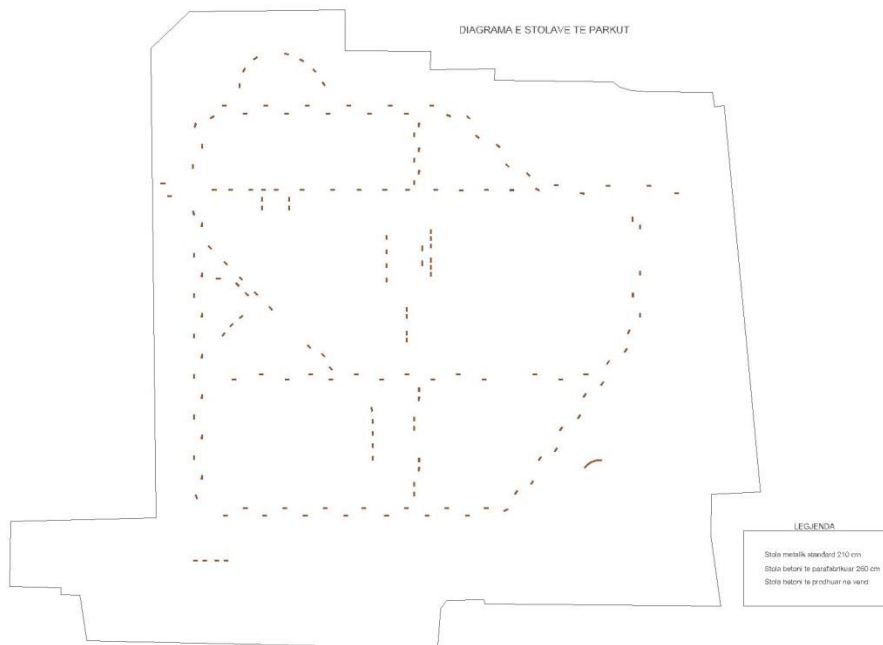 DIAGRAMA E STOLAVE TE PARKUT
LEGJENDA
Stola metalik standard 210 cm
Stola betoni te parafabrikuar 260 cm
Stola betoni te prodhuar ne vend